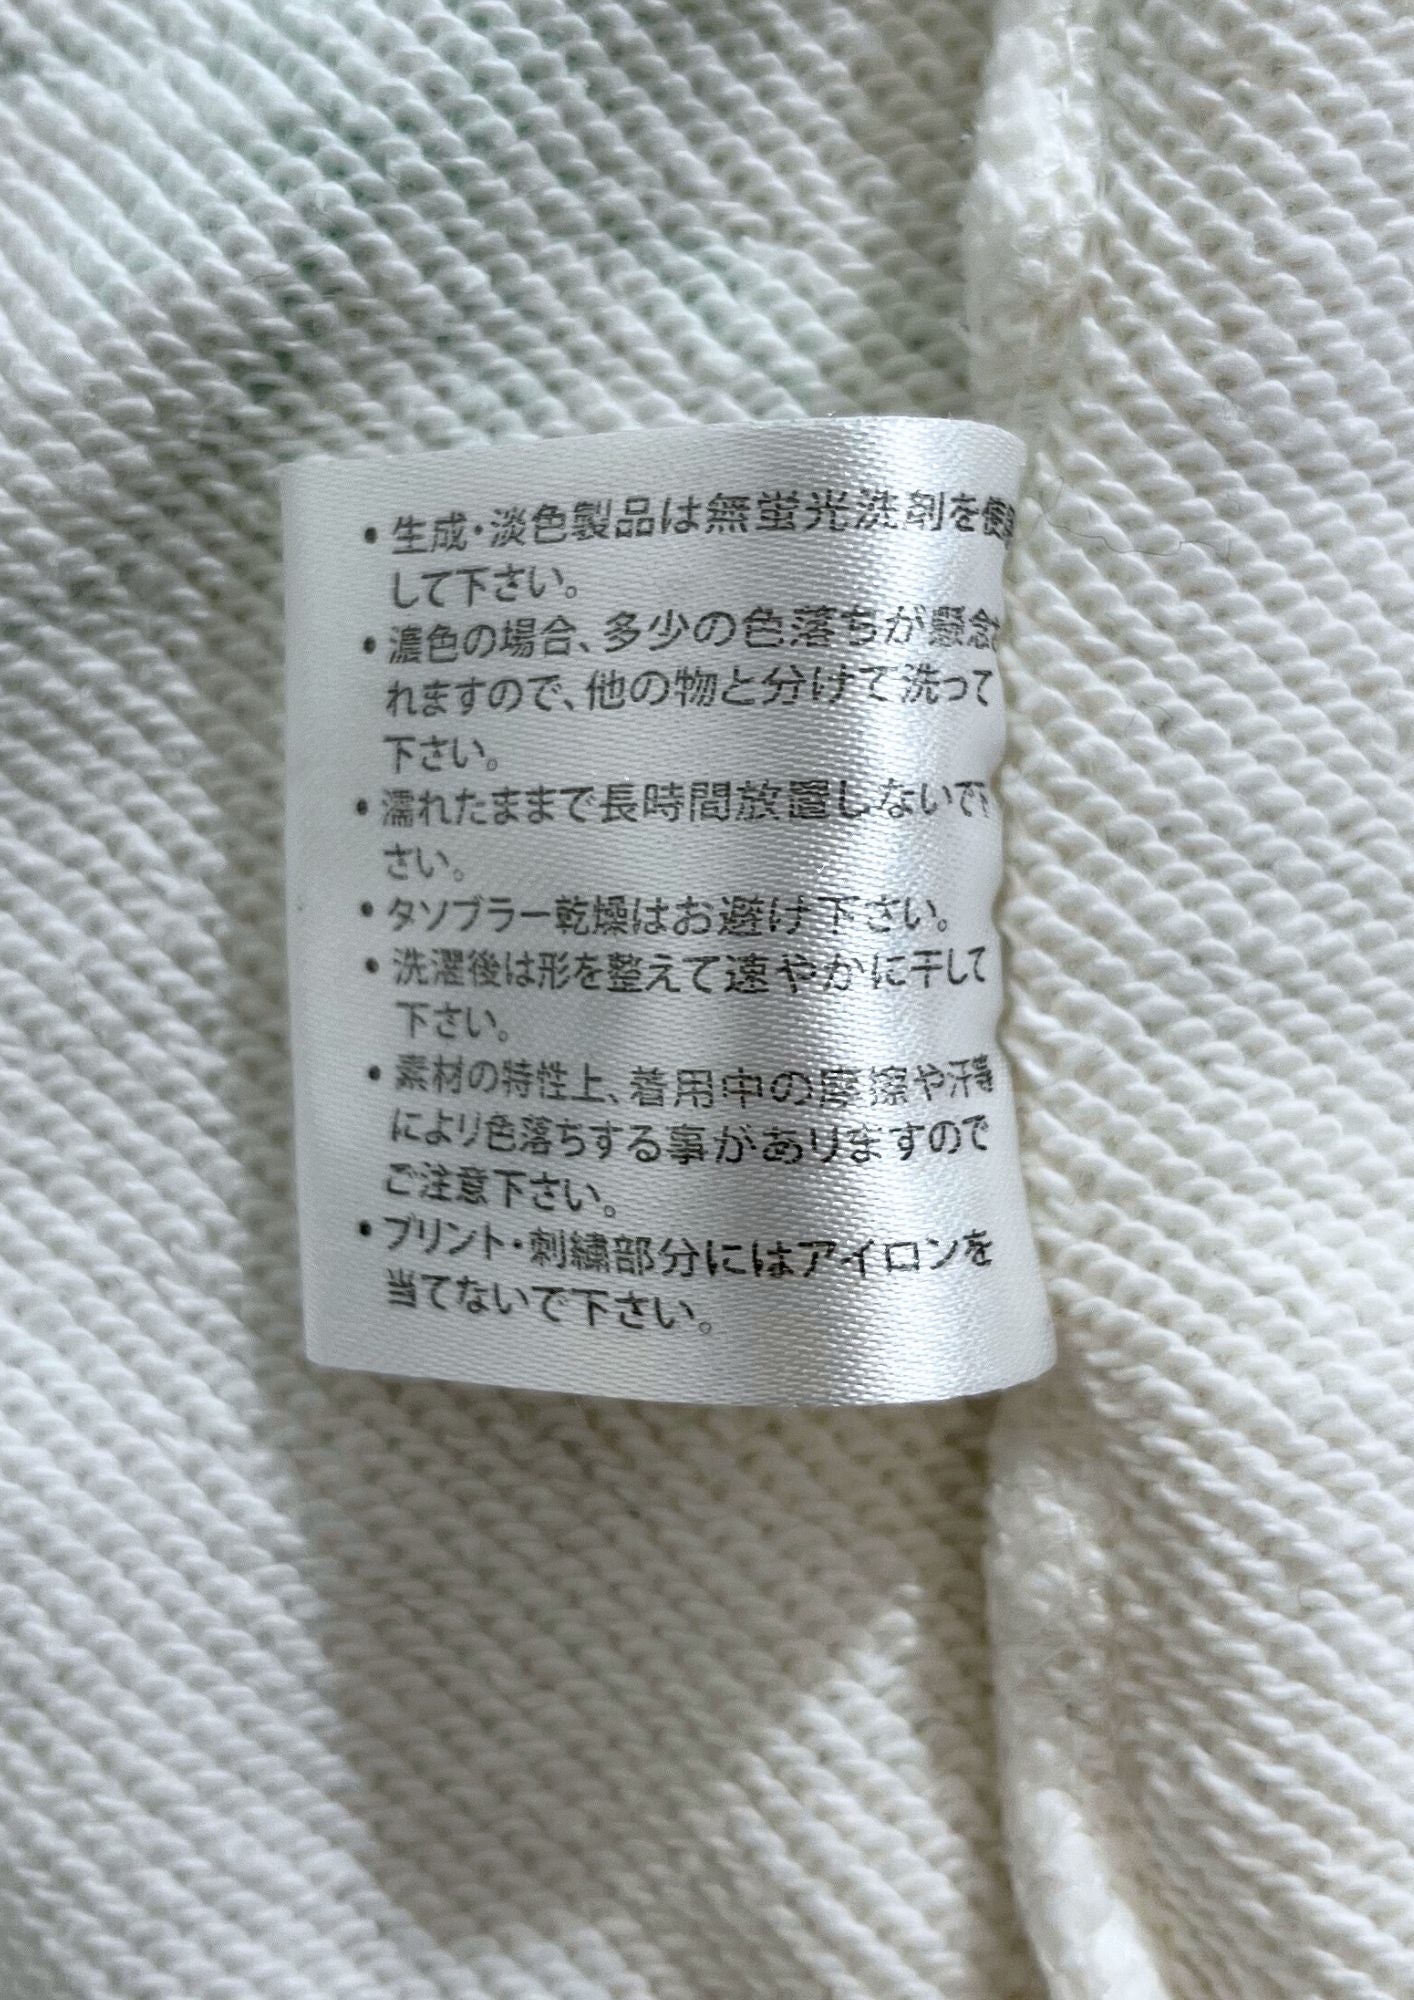 ・生成・淡色製品は無蛍光洗剤を使
して下さい。
・濃色の場合、多少の色落ちが懸念さ
れますので、他の物と分けて洗って
下さい。
・濡れたままで長時間放置しないで下
さい。
・タンブラー乾燥はお避け下さい。
・洗濯後は形を整えて速やかに干して
下さい。
・素材の特性上、着用中の摩擦や汗等
により色落ちする事がありますので
ご注意下さい。
・プリント・刺繍部分にはアイロンを
当てないで下さい。